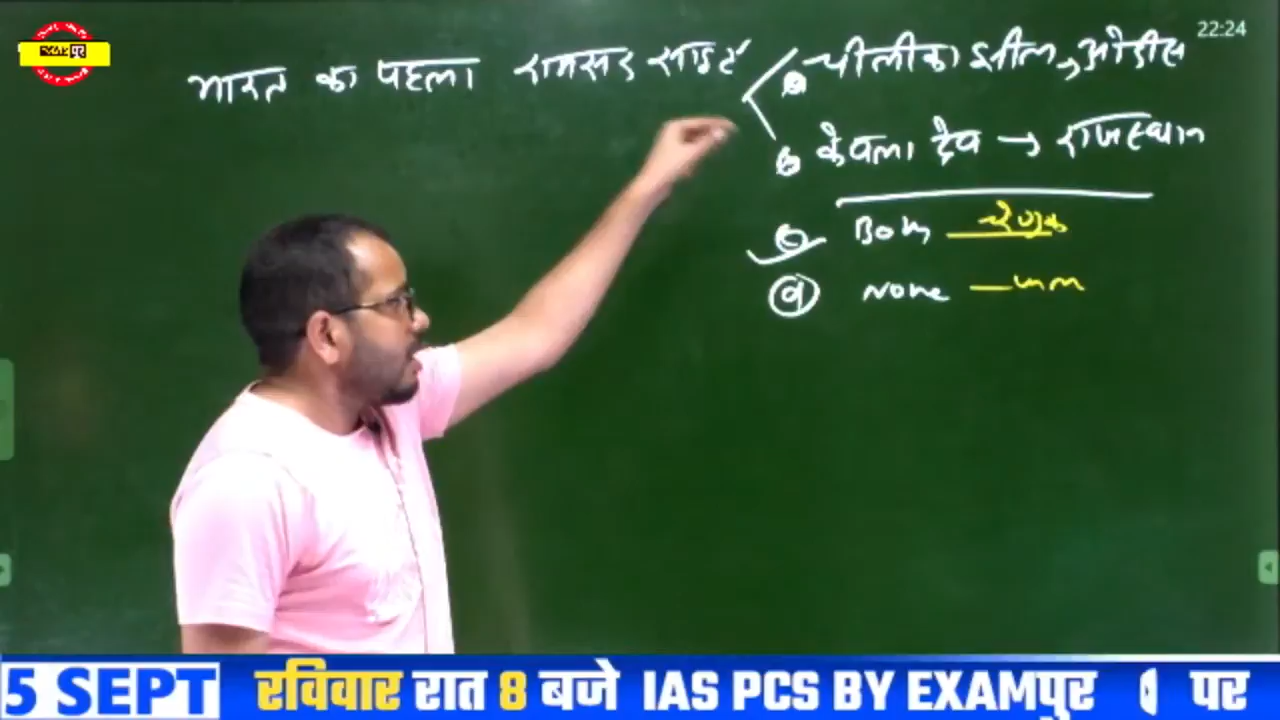 EXAM पुर
22:24
भारत का पहला रामसर साइट
चीलीका झील → ओडीसा
केवला देव → राजस्थान
Both
None
5 SEPT रविवार रात 8 बजे IAS PCS BY EXAMपुर पर